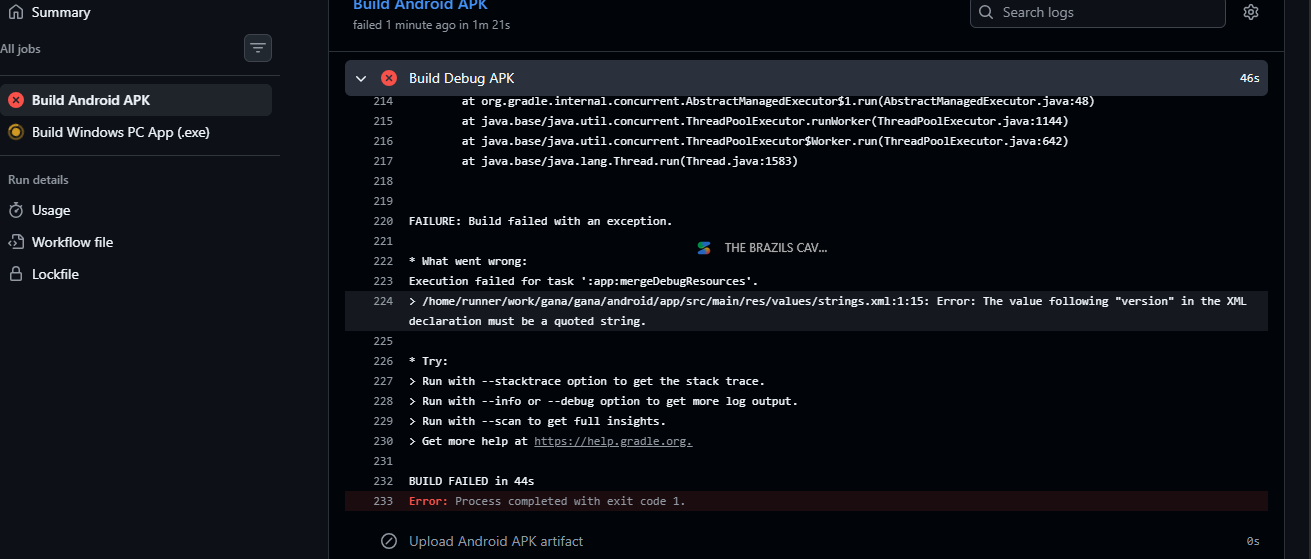 Summary
All jobs
Build Android APK
Build Windows PC App (.exe)
Run details
Usage
Workflow file
Lockfile
Build Android APK
failed 1 minute ago in 1m 21s
Search logs
Build Debug APK 46s
214 at org.gradle.internal.concurrent.AbstractManagedExecutor$1.run(AbstractManagedExecutor.java:48)
215 at java.base/java.util.concurrent.ThreadPoolExecutor.runWorker(ThreadPoolExecutor.java:1144)
216 at java.base/java.util.concurrent.ThreadPoolExecutor$Worker.run(ThreadPoolExecutor.java:642)
217 at java.base/java.lang.Thread.run(Thread.java:1583)
218
219
220 FAILURE: Build failed with an exception.
221
THE BRAZILS CAV...
222 * What went wrong:
223 Execution failed for task ':app:mergeDebugResources'.
224 > /home/runner/work/gana/gana/android/app/src/main/res/values/strings.xml:1:15: Error: The value following "version" in the XML
declaration must be a quoted string.
225
226 * Try:
227 > Run with --stacktrace option to get the stack trace.
228 > Run with --info or --debug option to get more log output.
229 > Run with --scan to get full insights.
230 > Get more help at https://help.gradle.org.
231
232 BUILD FAILED in 44s
233 Error: Process completed with exit code 1.
Upload Android APK artifact 0s